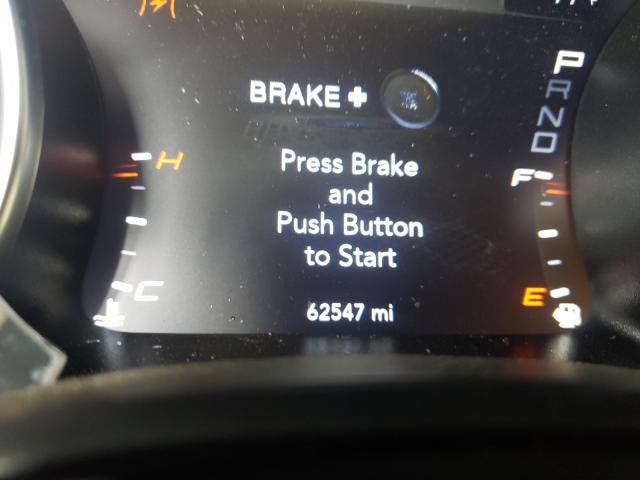 BRAKE +
P
R
N
D
H
Press Brake
and
Push Button
to Start
F
C
E
62547 mi